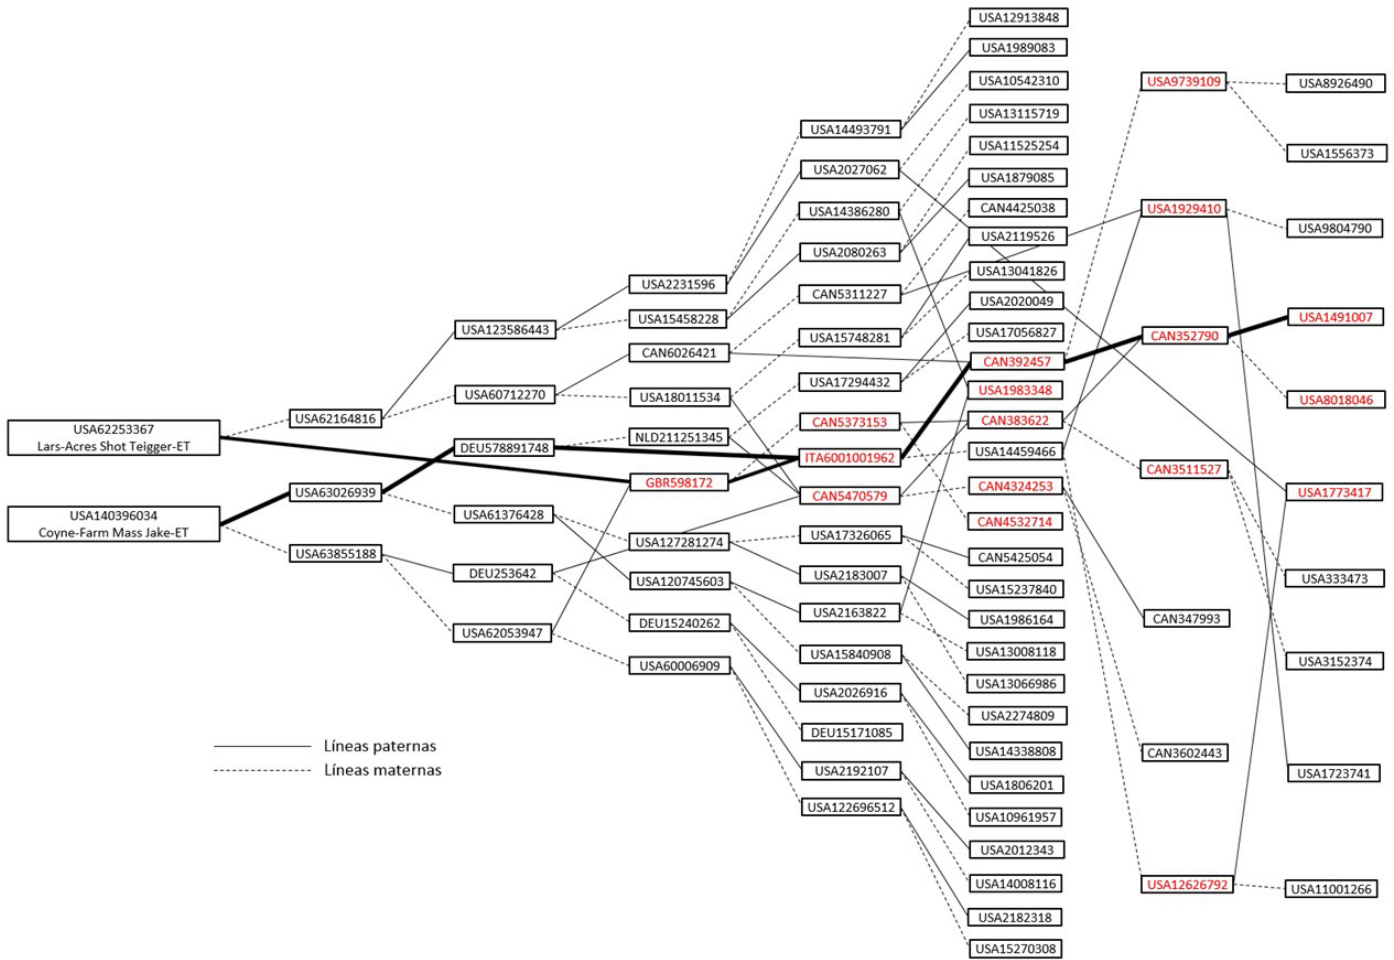 USA62253367
Lars-Acres Shot Teigger-ET
USA140396034
Coyne-Farm Mass Jake-ET
USA62164816
USA63026939
USA63855188
USA123586443
USA60712270
DEU578891748
USA61376428
DEU253642
USA62053947
USA2231596
USA15458228
CAN6026421
USA18011534
NLD211251345
GBR598172
USA127281274
USA120745603
DEU15240262
USA60006909
USA14493791
USA2027062
USA14386280
USA2080263
CAN5311227
USA15748281
USA17294432
CAN5373153
ITA6001001962
CAN5470579
USA17326065
USA2183007
USA2163822
USA15840908
USA2026916
DEU15171085
USA2192107
USA122696512
USA12913848
USA1989083
USA10542310
USA13115719
USA11525254
USA1879085
CAN4425038
USA2119526
USA13041826
USA2020049
USA17056827
CAN392457
USA1983348
CAN383622
USA14459466
CAN4324253
CAN4532714
CAN5425054
USA15237840
USA1986164
USA13008118
USA13066986
USA2274809
USA14338808
USA1806201
USA10961957
USA2012343
USA14008116
USA2182318
USA15270308
USA9739109
USA1929410
CAN352790
CAN3511527
CAN347993
CAN3602443
USA12626792
USA8926490
USA1556373
USA9804790
USA1491007
USA8018046
USA1773417
USA333473
USA3152374
USA1723741
USA11001266
Líneas paternas
Líneas maternas